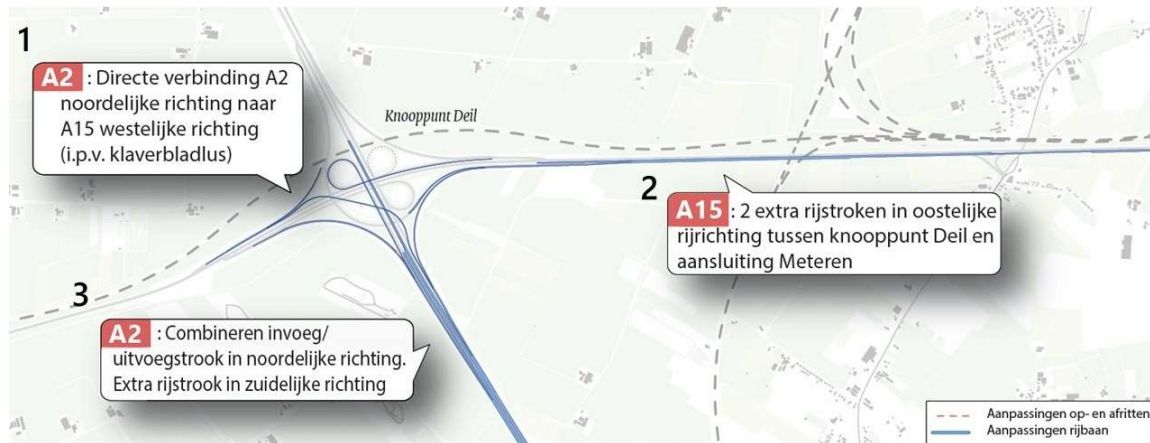 1
A2 : Directe verbinding A2
noordelijke richting naar
A15 westelijke richting
(i.p.v. klaverbladlus)
Knooppunt Deil
2
A15 : 2 extra rijstroken in oostelijke
rijrichting tussen knooppunt Deil en
aansluiting Meteren
3
A2 : Combineren invoeg/
uitvoegstrook in noordelijke richting.
Extra rijstrook in zuidelijke richting
Aanpassingen op- en afritten
Aanpassingen rijbaan